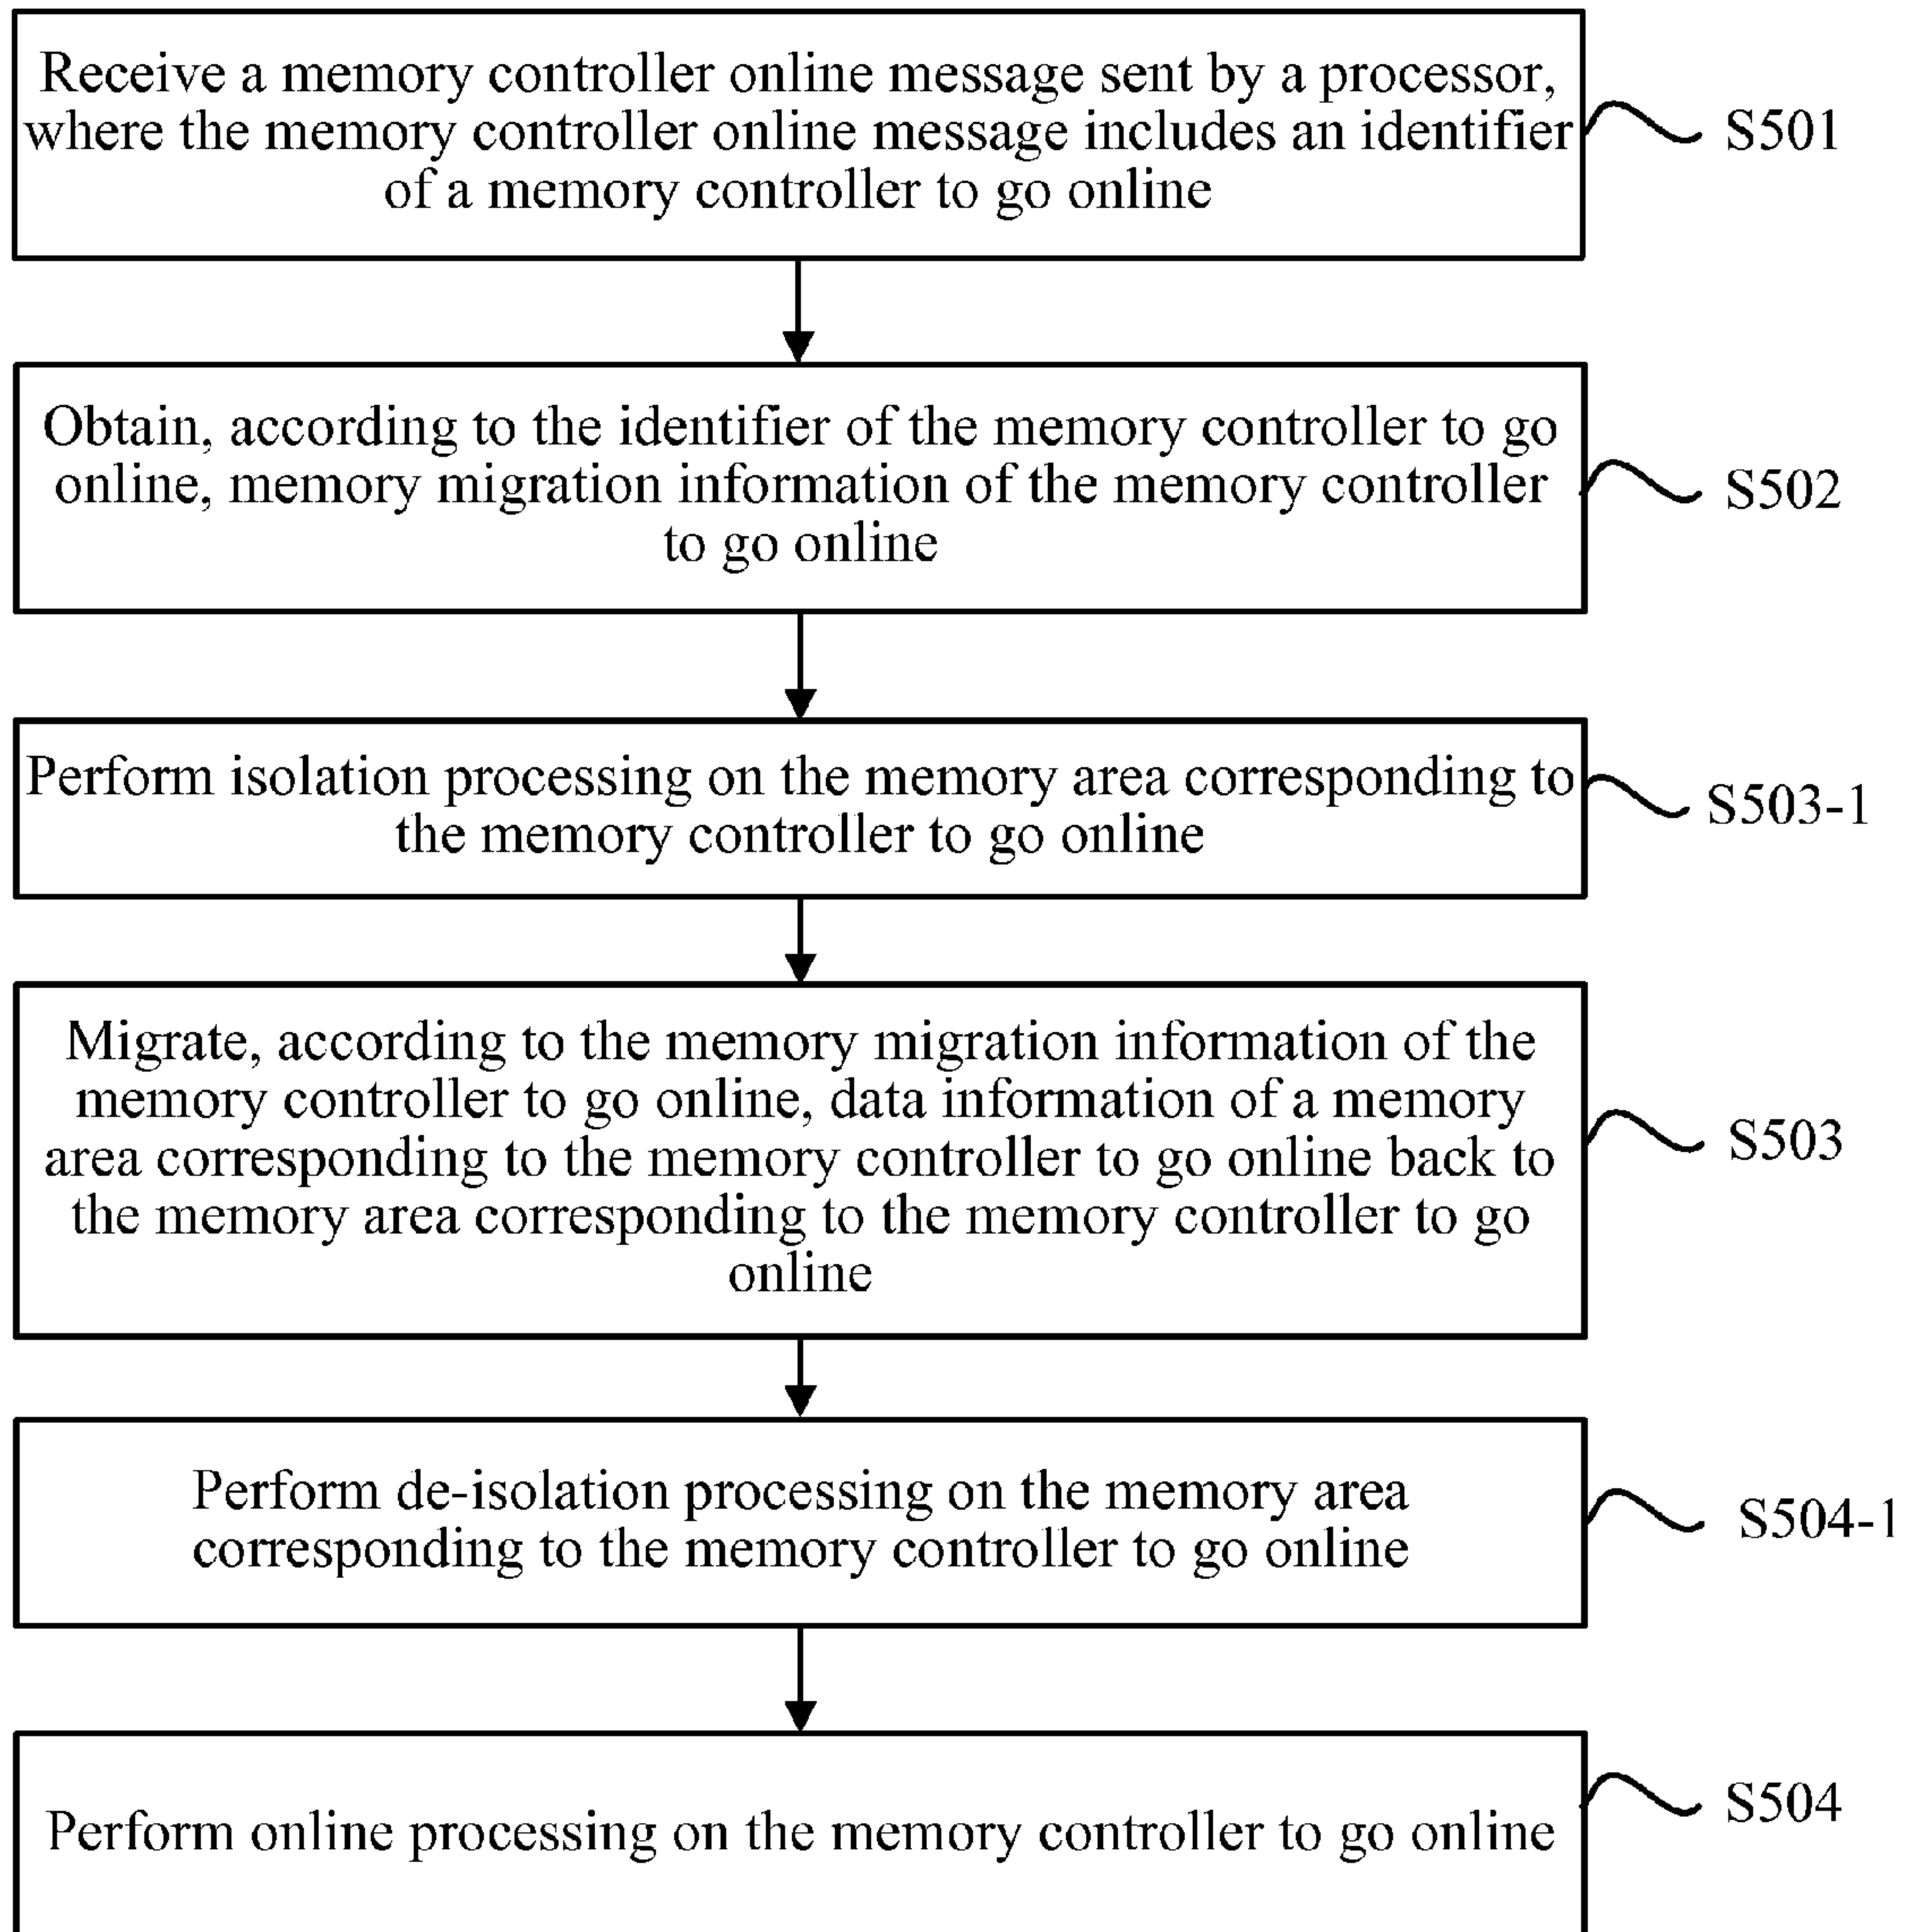 Receive a memory controller online message sent by a processor,
where the memory controller online message includes an identifier
of a memory controller to go online
S501
Obtain, according to the identifier of the memory controller to go
online, memory migration information of the memory controller
to go online
S502
Perform isolation processing on the memory area corresponding to
the memory controller to go online
S503-1
Migrate, according to the memory migration information of the
memory controller to go online, data information of a memory
area corresponding to the memory controller to go online back to
the memory area corresponding to the memory controller to go
online
S503
Perform de-isolation processing on the memory area
corresponding to the memory controller to go online
S504-1
Perform online processing on the memory controller to go online
S504